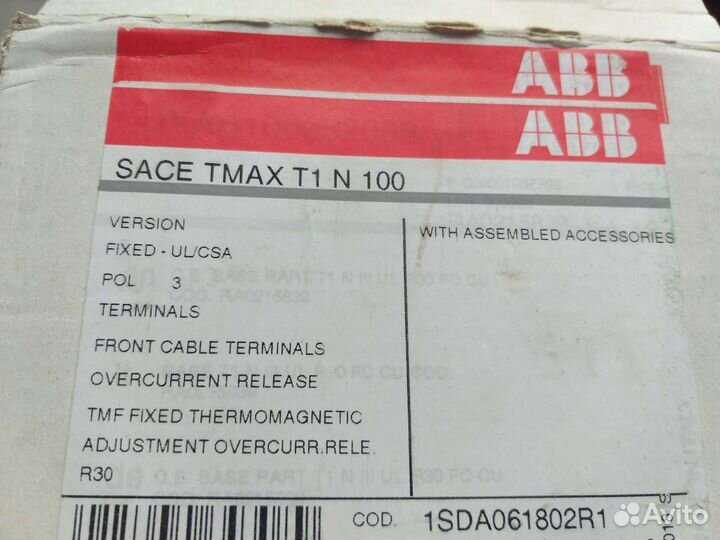 ABB
ABB
SACE TMAX T1 N 100
VERSION
FIXED - UL/CSA
POL 3
TERMINALS
FRONT CABLE TERMINALS
OVERCURRENT RELEASE
TMF FIXED THERMOMAGNETIC
ADJUSTMENT OVERCURR.RELE.
R30
WITH ASSEMBLED ACCESSORIES
COD. 1SDA061802R1
Avito